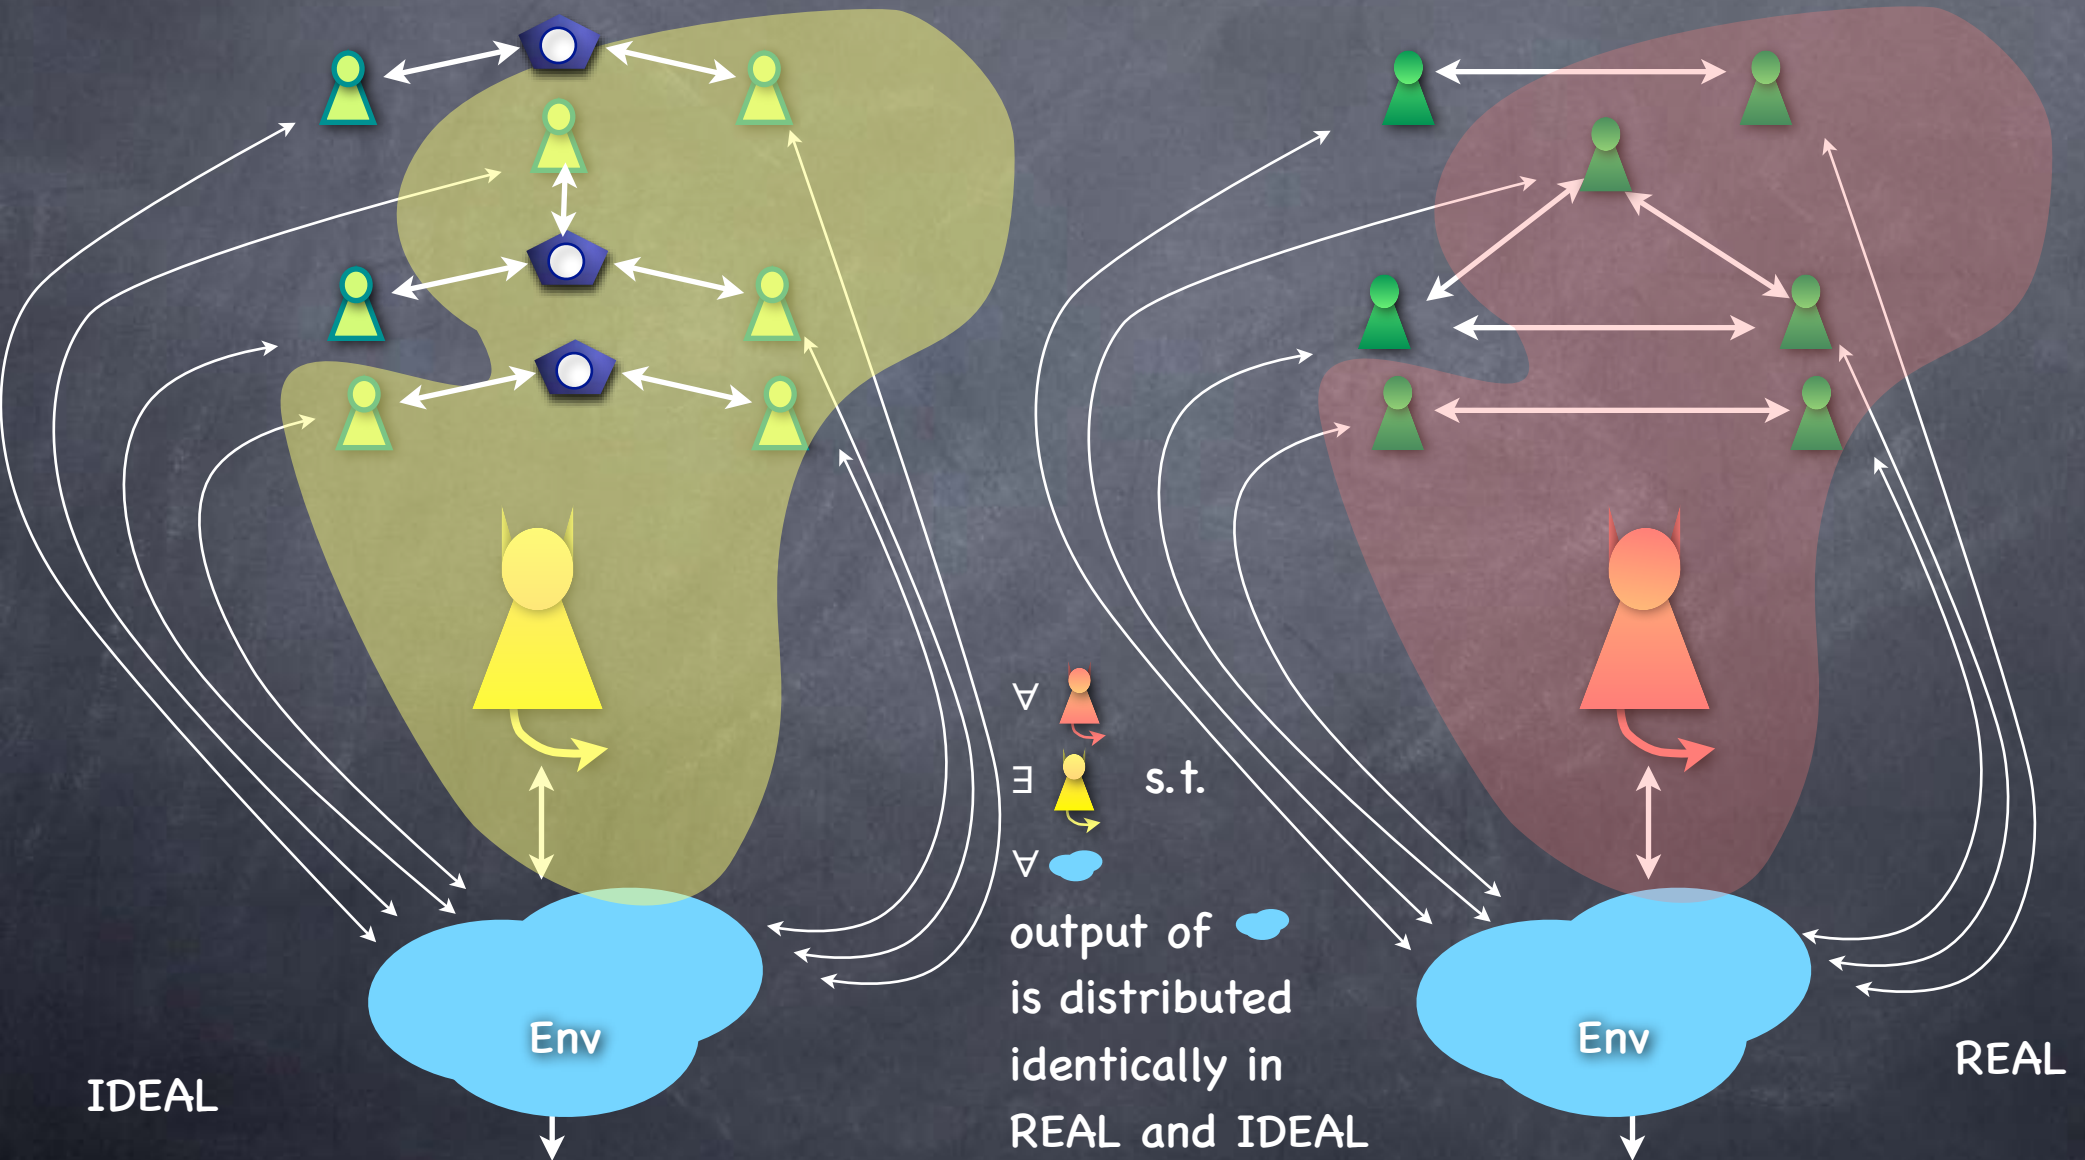 ∀
∃ s.t.
∀
output of
is distributed
identically in
REAL and IDEAL
Env
Env
IDEAL
REAL